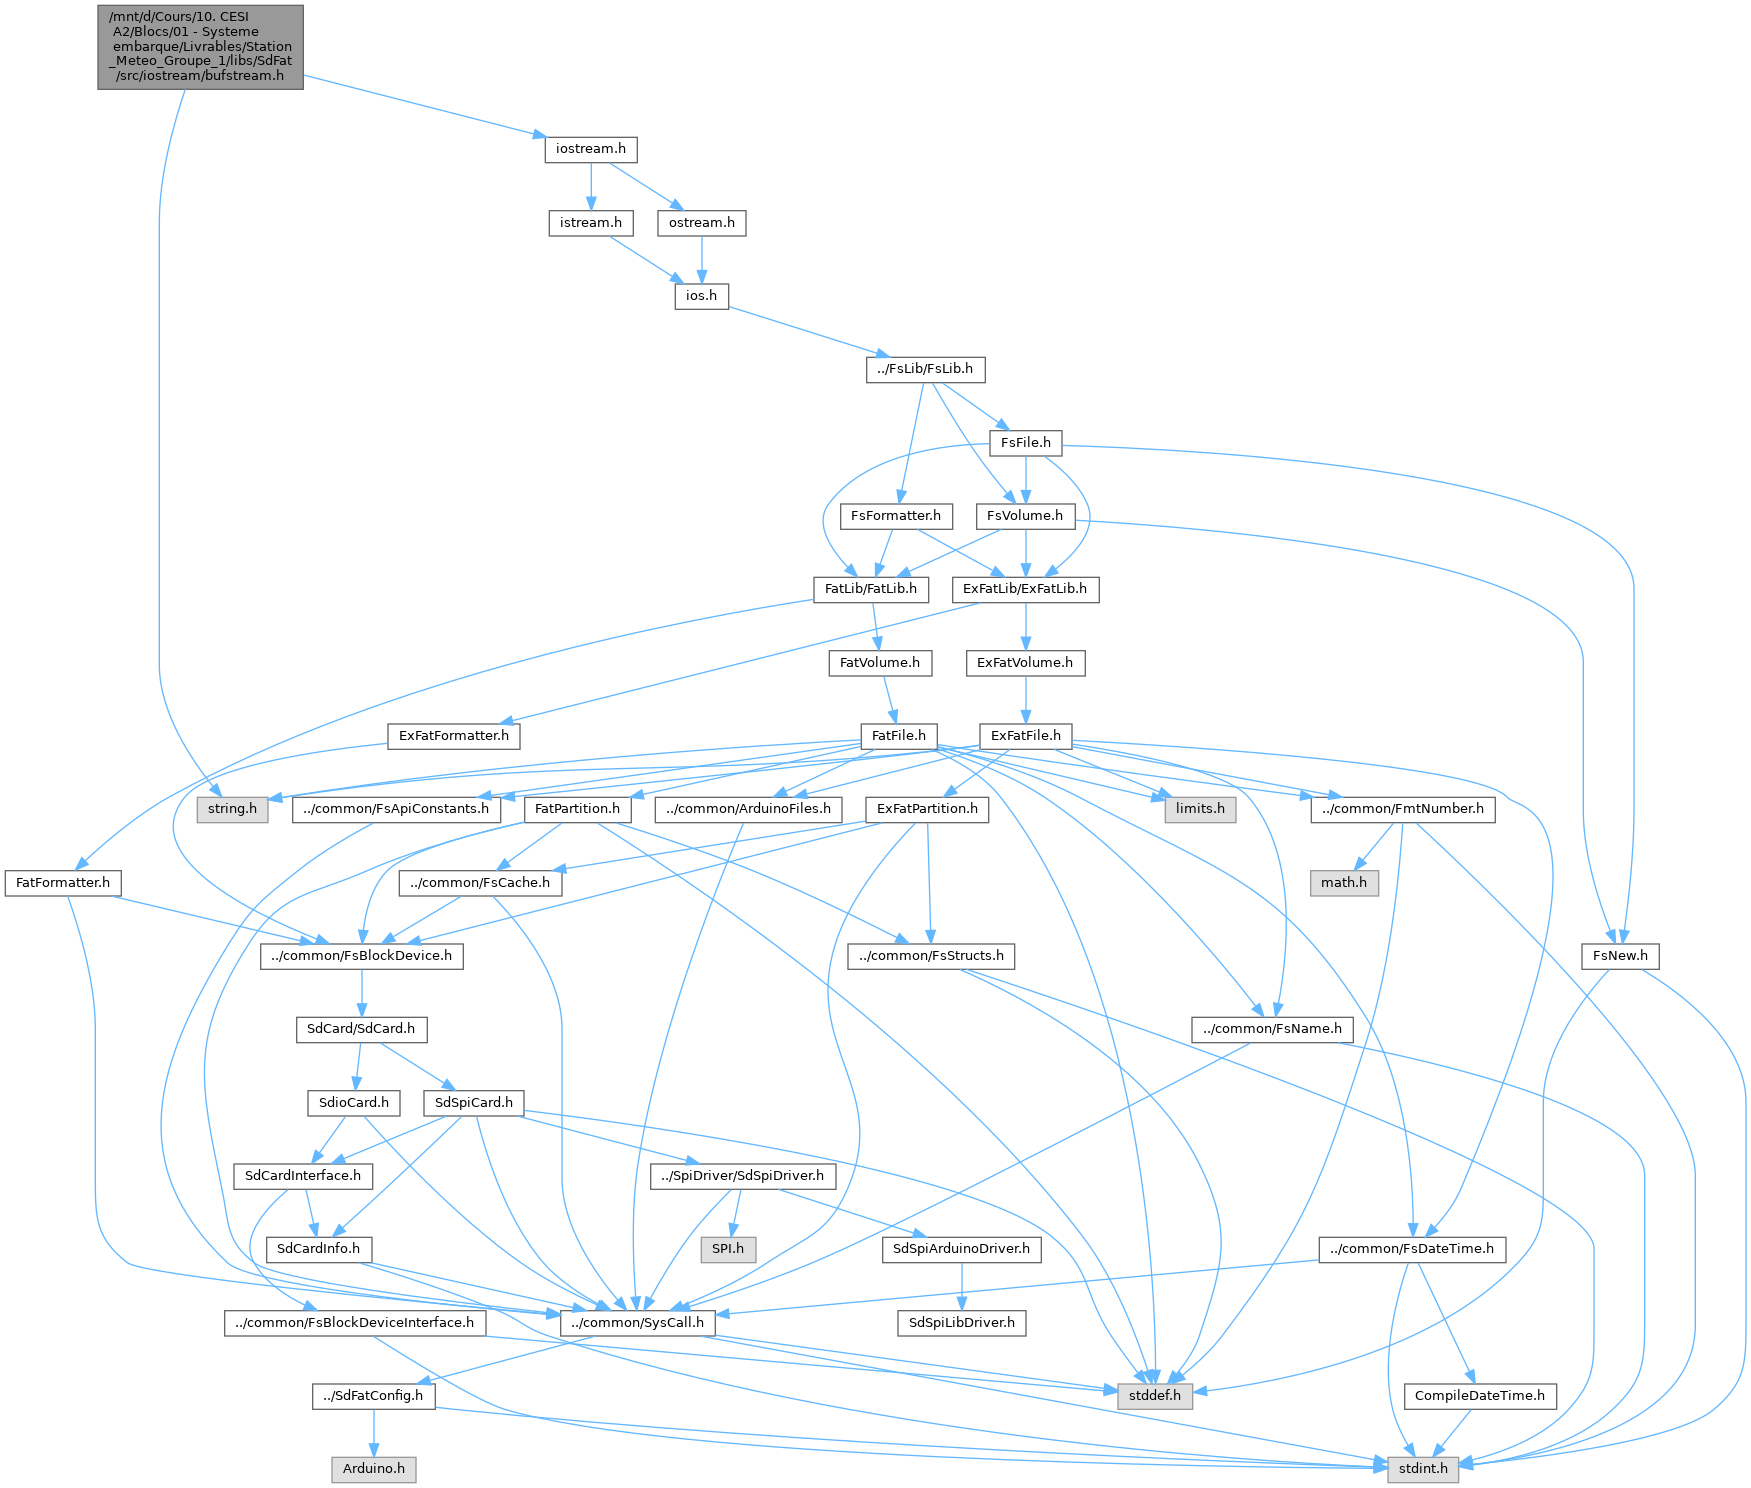 /mnt/d/Cours/10. CESI
A2/Blocs/01 - Systeme
embarque/Livrables/Station
_Meteo_Groupe_1/libs/SdFat
/src/iostream/bufstream.h
iostream.h
istream.h
ostream.h
ios.h
../FsLib/FsLib.h
FsFile.h
FsFormatter.h
FsVolume.h
FatLib/FatLib.h
ExFatLib/ExFatLib.h
FatVolume.h
ExFatVolume.h
ExFatFormatter.h
FatFile.h
ExFatFile.h
string.h
../common/FsApiConstants.h
FatPartition.h
../common/ArduinoFiles.h
ExFatPartition.h
limits.h
../common/FmtNumber.h
FatFormatter.h
../common/FsCache.h
math.h
../common/FsBlockDevice.h
../common/FsStructs.h
FsNew.h
SdCard/SdCard.h
../common/FsName.h
SdioCard.h
SdSpiCard.h
SdCardInterface.h
../SpiDriver/SdSpiDriver.h
SdCardInfo.h
SPI.h
SdSpiArduinoDriver.h
../common/FsDateTime.h
../common/FsBlockDeviceInterface.h
../common/SysCall.h
SdSpiLibDriver.h
../SdFatConfig.h
stddef.h
CompileDateTime.h
Arduino.h
stdint.h